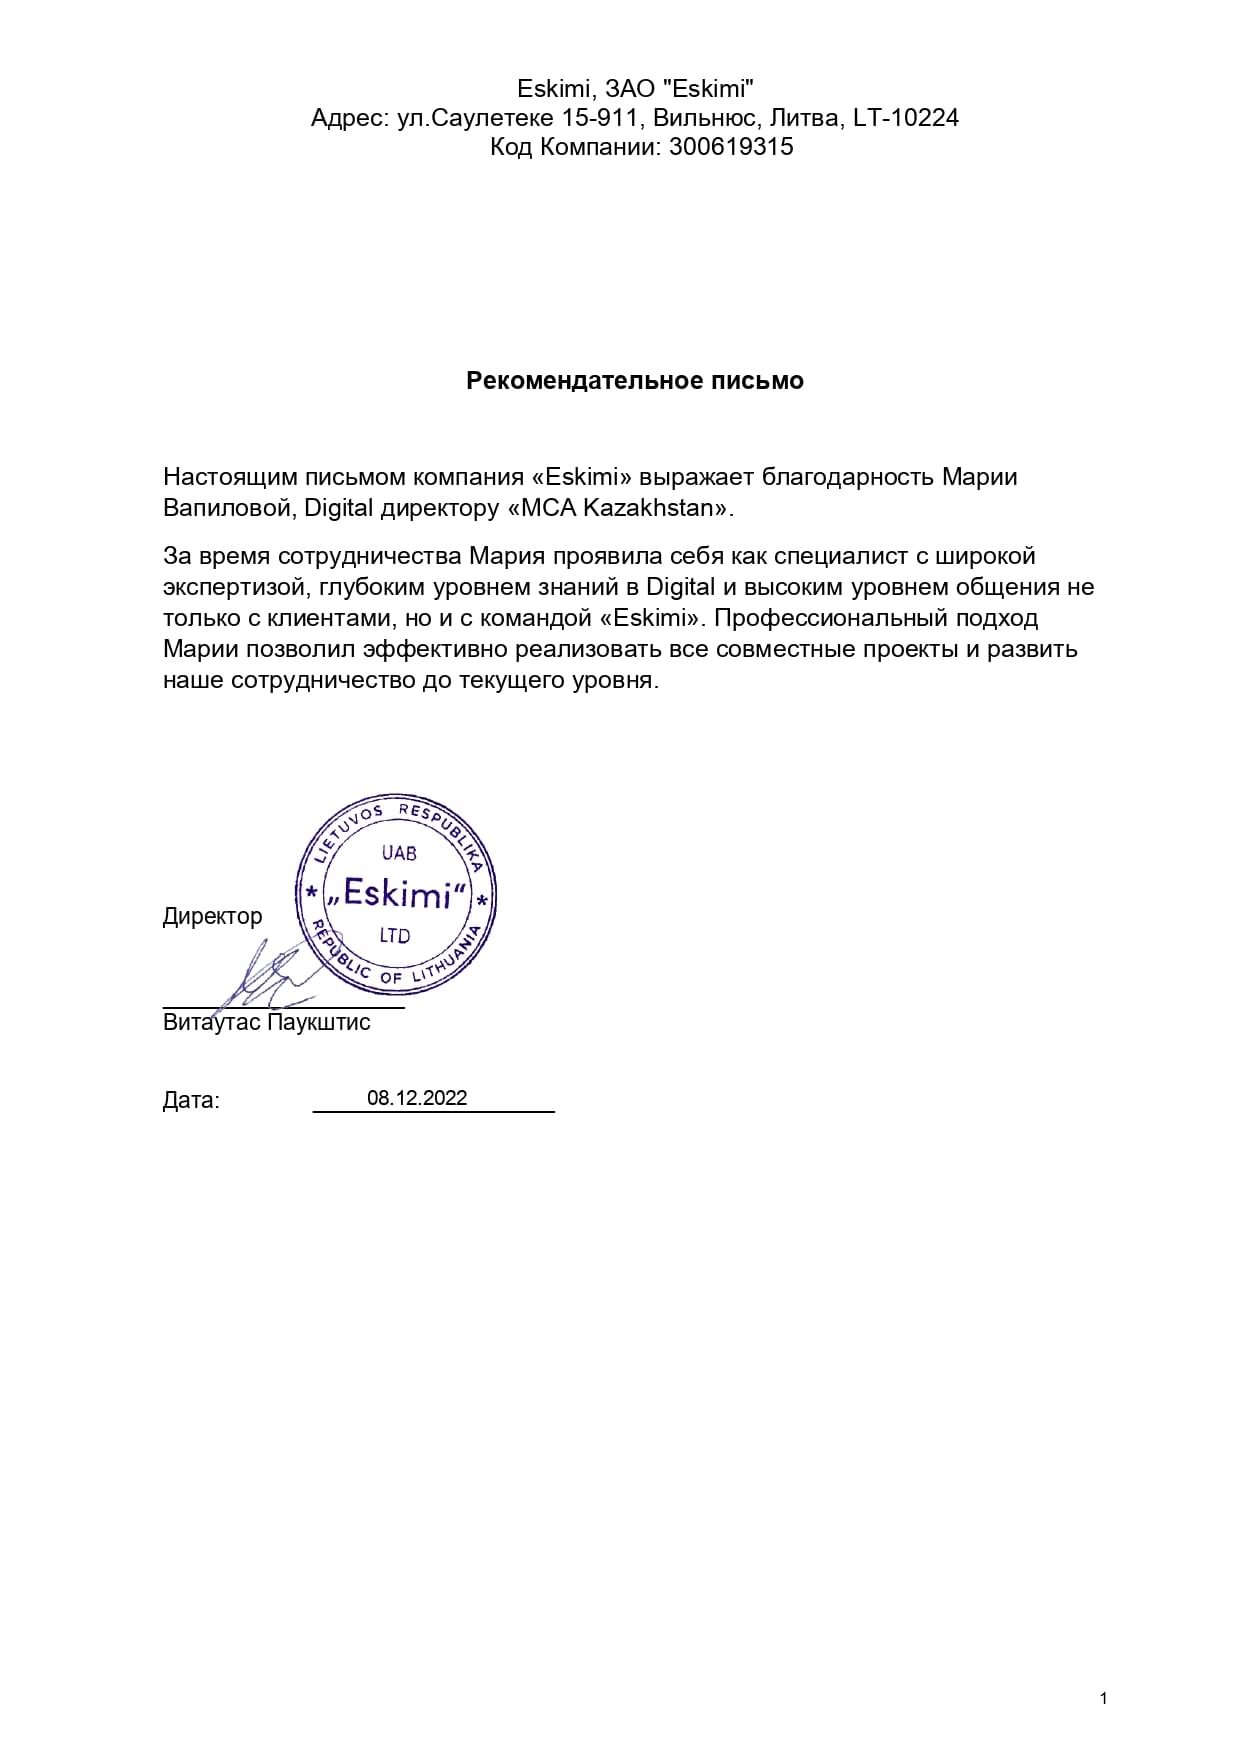 Eskimi, ЗАО "Eskimi"
Адрес: ул.Саулетеке 15-911, Вильнюс, Литва, LT-10224
Код Компании: 300619315
Рекомендательное письмо
Настоящим письмом компания «Eskimi» выражает благодарность Марии
Вапиловой, Digital директору «MCA Kazakhstan».
За время сотрудничества Мария проявила себя как специалист с широкой
экспертизой, глубоким уровнем знаний в Digital и высоким уровнем общения не
только с клиентами, но и с командой «Eskimi». Профессиональный подход
Марии позволил эффективно реализовать все совместные проекты и развить
наше сотрудничество до текущего уровня.
LIETUVOS RESPUBLIKA
UAB
* „Eskimi“ *
LTD
REPUBLIC OF LITHUANIA
Директор
Витаутас Паукштис
Дата: 08.12.2022
1